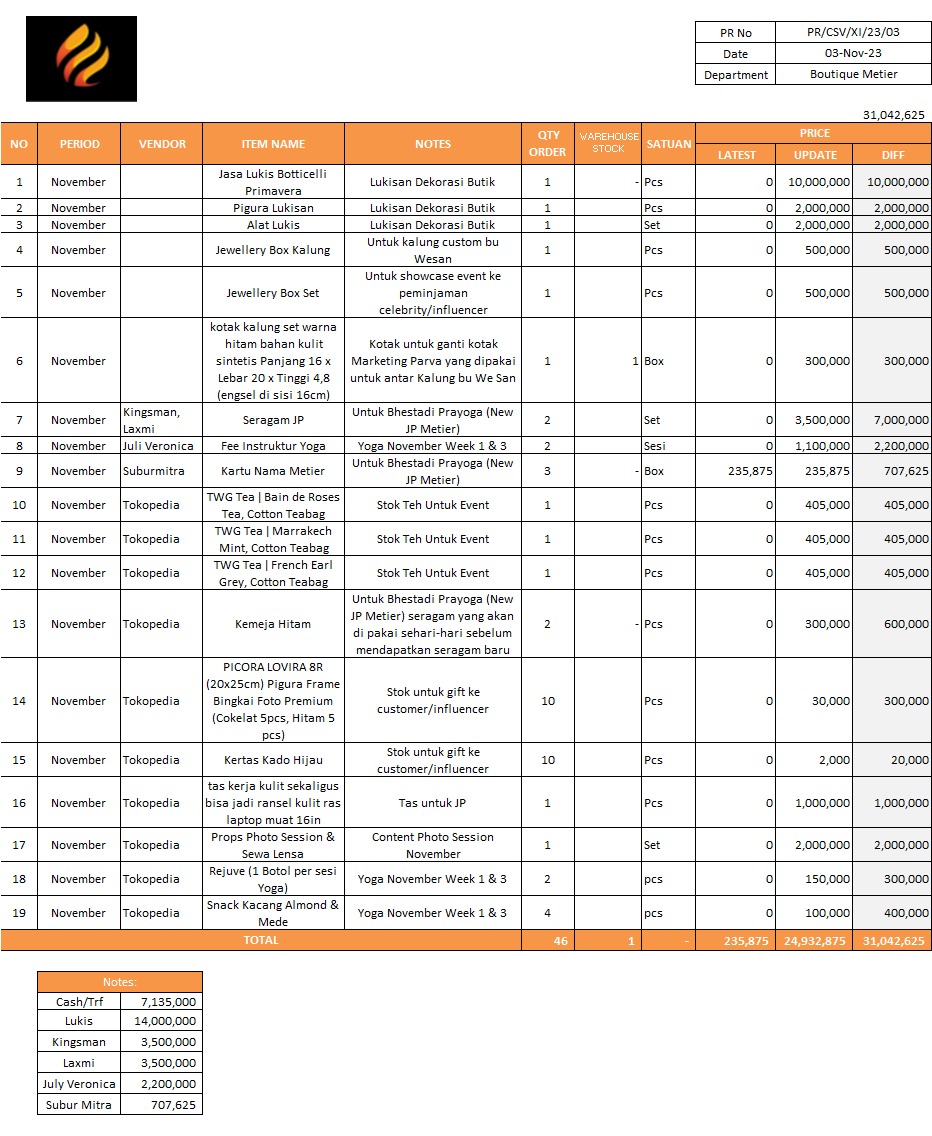 PR No PR/CSV/XI/23/03
Date 03-Nov-23
Department Boutique Metier
31,042,625
NO PERIOD VENDOR ITEM NAME NOTES QTY ORDER WAREHOUSE STOCK SATUAN PRICE
LATEST UPDATE DIFF
1 November Jasa Lukis Botticelli Primavera Lukisan Dekorasi Butik 1 - Pcs 0 10,000,000 10,000,000
2 November Pigura Lukisan Lukisan Dekorasi Butik 1 Pcs 0 2,000,000 2,000,000
3 November Alat Lukis Lukisan Dekorasi Butik 1 Set 0 2,000,000 2,000,000
4 November Jewellery Box Kalung Untuk kalung custom bu Wesan 1 Pcs 0 500,000 500,000
5 November Jewellery Box Set Untuk showcase event ke peminjaman celebrity/influencer 1 Pcs 0 500,000 500,000
6 November kotak kalung set warna hitam bahan kulit sintetis Panjang 16 x Lebar 20 x Tinggi 4,8 (engsel di sisi 16cm) Kotak untuk ganti kotak Marketing Parva yang dipakai untuk antar Kalung bu We San 1 1 Box 0 300,000 300,000
7 November Kingsman, Laxmi Seragam JP Untuk Bhestadi Prayoga (New JP Metier) 2 Set 0 3,500,000 7,000,000
8 November Juli Veronica Fee Instruktur Yoga Yoga November Week 1 & 3 2 Sesi 0 1,100,000 2,200,000
9 November Suburmitra Kartu Nama Metier Untuk Bhestadi Prayoga (New JP Metier) 3 - Box 235,875 235,875 707,625
10 November Tokopedia TWG Tea | Bain de Roses Tea, Cotton Teabag Stok Teh Untuk Event 1 Pcs 0 405,000 405,000
11 November Tokopedia TWG Tea | Marrakech Mint, Cotton Teabag Stok Teh Untuk Event 1 Pcs 0 405,000 405,000
12 November Tokopedia TWG Tea | French Earl Grey, Cotton Teabag Stok Teh Untuk Event 1 Pcs 0 405,000 405,000
13 November Tokopedia Kemeja Hitam Untuk Bhestadi Prayoga (New JP Metier) seragam yang akan di pakai sehari-hari sebelum mendapatkan seragam baru 2 - Pcs 0 300,000 600,000
14 November Tokopedia PICORA LOVIRA 8R (20x25cm) Pigura Frame Bingkai Foto Premium (Cokelat 5pcs, Hitam 5 pcs) Stok untuk gift ke customer/influencer 10 Pcs 0 30,000 300,000
15 November Tokopedia Kertas Kado Hijau Stok untuk gift ke customer/influencer 10 Pcs 0 2,000 20,000
16 November Tokopedia tas kerja kulit sekaligus bisa jadi ransel kulit ras laptop muat 16in Tas untuk JP 1 Pcs 0 1,000,000 1,000,000
17 November Tokopedia Props Photo Session & Sewa Lensa Content Photo Session November 1 Set 0 2,000,000 2,000,000
18 November Tokopedia Rejuve (1 Botol per sesi Yoga) Yoga November Week 1 & 3 2 pcs 0 150,000 300,000
19 November Tokopedia Snack Kacang Almond & Mede Yoga November Week 1 & 3 4 pcs 0 100,000 400,000
TOTAL 46 1 - 235,875 24,932,875 31,042,625
Notes:
Cash/Trf 7,135,000
Lukis 14,000,000
Kingsman 3,500,000
Laxmi 3,500,000
July Veronica 2,200,000
Subur Mitra 707,625